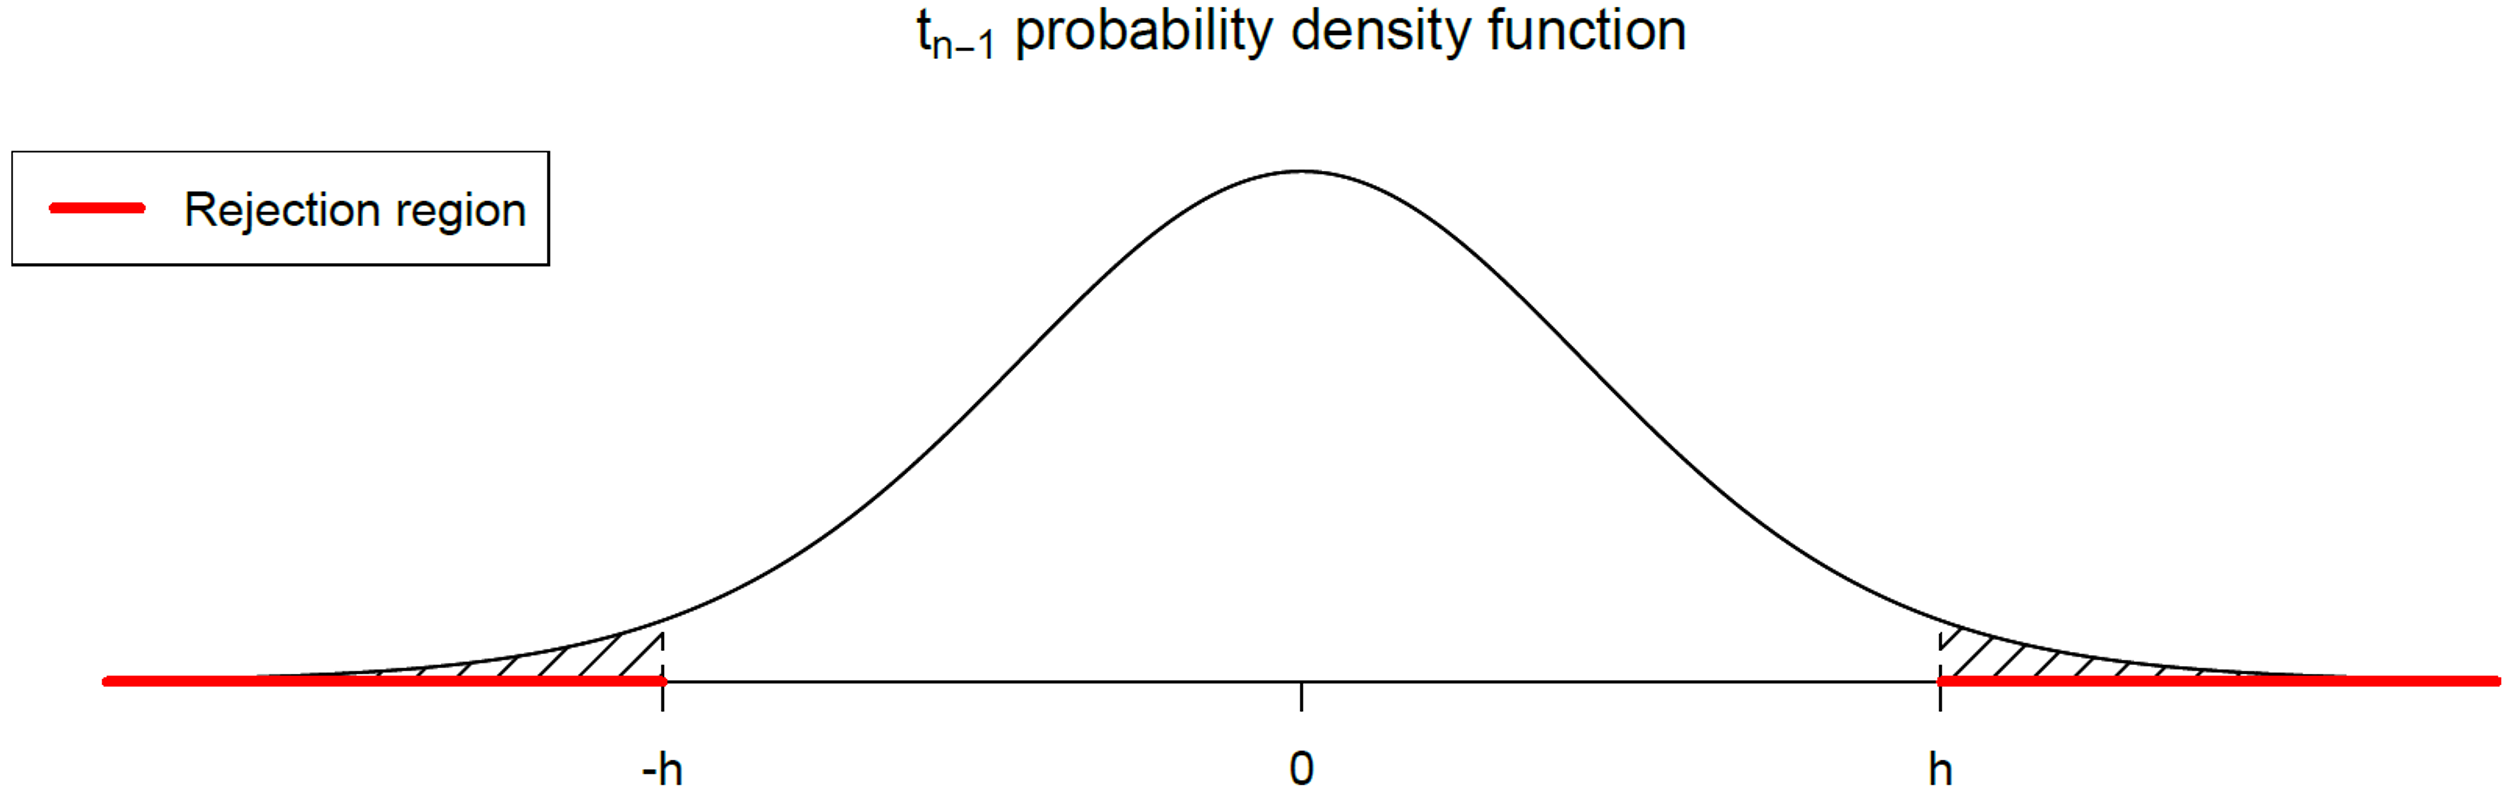 tₙ₋₁ probability density function
Rejection region
-h 0 h